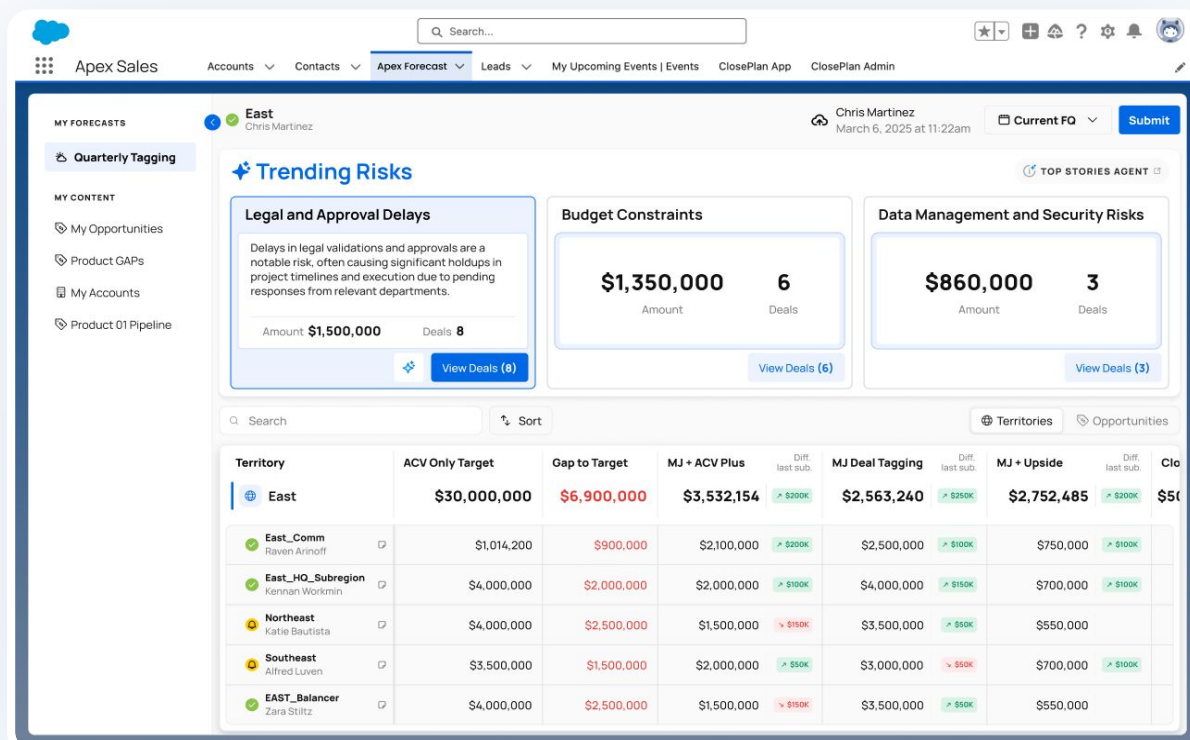 Search...
Apex Sales
Accounts
Contacts
Apex Forecast
Leads
My Upcoming Events | Events
ClosePlan App
ClosePlan Admin
MY FORECASTS
Quarterly Tagging
MY CONTENT
My Opportunities
Product GAPs
My Accounts
Product 01 Pipeline
East
Chris Martinez
Chris Martinez
March 6, 2025 at 11:22am
Current FQ
Submit
Trending Risks
TOP STORIES AGENT
Legal and Approval Delays
Delays in legal validations and approvals are a
notable risk, often causing significant holdups in
project timelines and execution due to pending
responses from relevant departments.
Amount $1,500,000 Deals 8
View Deals (8)
Budget Constraints
$1,350,000 6
Amount Deals
View Deals (6)
Data Management and Security Risks
$860,000 3
Amount Deals
View Deals (3)
Search
Sort
Territories
Opportunities
Territory ACV Only Target Gap to Target MJ + ACV Plus Diff. last sub. MJ Deal Tagging Diff. last sub. MJ + Upside Diff. last sub. Clo
East $30,000,000 $6,900,000 $3,532,154 $200K $2,563,240 $250K $2,752,485 $200K $50
East_Comm
Raven Arinoff
$1,014,200 $900,000 $2,100,000 $200K $2,500,000 $100K $750,000 $100K
East_HQ_Subregion
Kennan Workmin
$4,000,000 $2,000,000 $2,000,000 $100K $4,000,000 $150K $700,000 $100K
Northeast
Katie Bautista
$4,000,000 $2,500,000 $1,500,000 $150K $3,500,000 $50K $550,000
Southeast
Alfred Luven
$3,500,000 $1,500,000 $2,000,000 $50K $3,000,000 $50K $700,000 $100K
EAST_Balancer
Zara Stiltz
$4,000,000 $2,500,000 $1,500,000 $150K $3,500,000 $50K $550,000